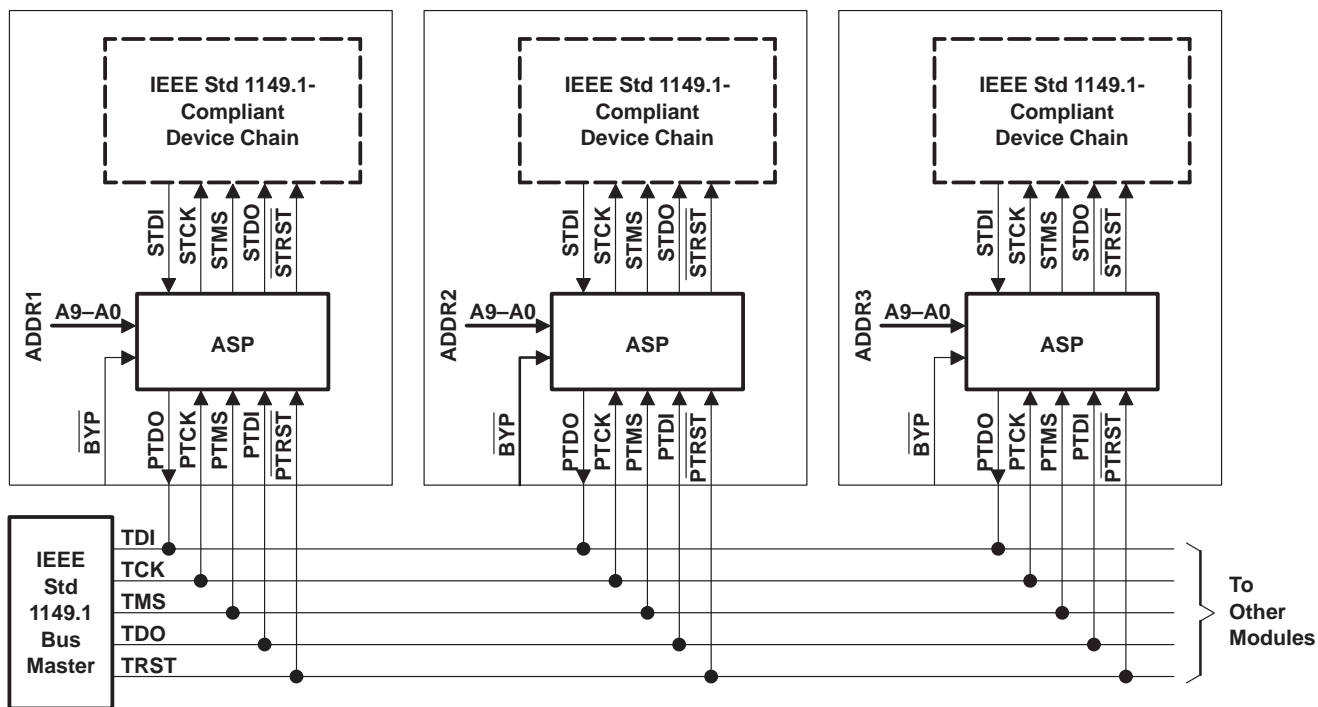 IEEE Std 1149.1-
Compliant
Device Chain
IEEE Std 1149.1-
Compliant
Device Chain
IEEE Std 1149.1-
Compliant
Device Chain
STDI
STCK
STMS
STDO
STRST
STDI
STCK
STMS
STDO
STRST
STDI
STCK
STMS
STDO
STRST
ADDR1
A9–A0
ASP
ADDR2
A9–A0
ASP
ADDR3
A9–A0
ASP
BYP
PTDO
PTCK
PTMS
PTDI
PTRST
BYP
PTDO
PTCK
PTMS
PTDI
PTRST
BYP
PTDO
PTCK
PTMS
PTDI
PTRST
IEEE
Std
1149.1
Bus
Master
TDI
TCK
TMS
TDO
TRST
To
Other
Modules